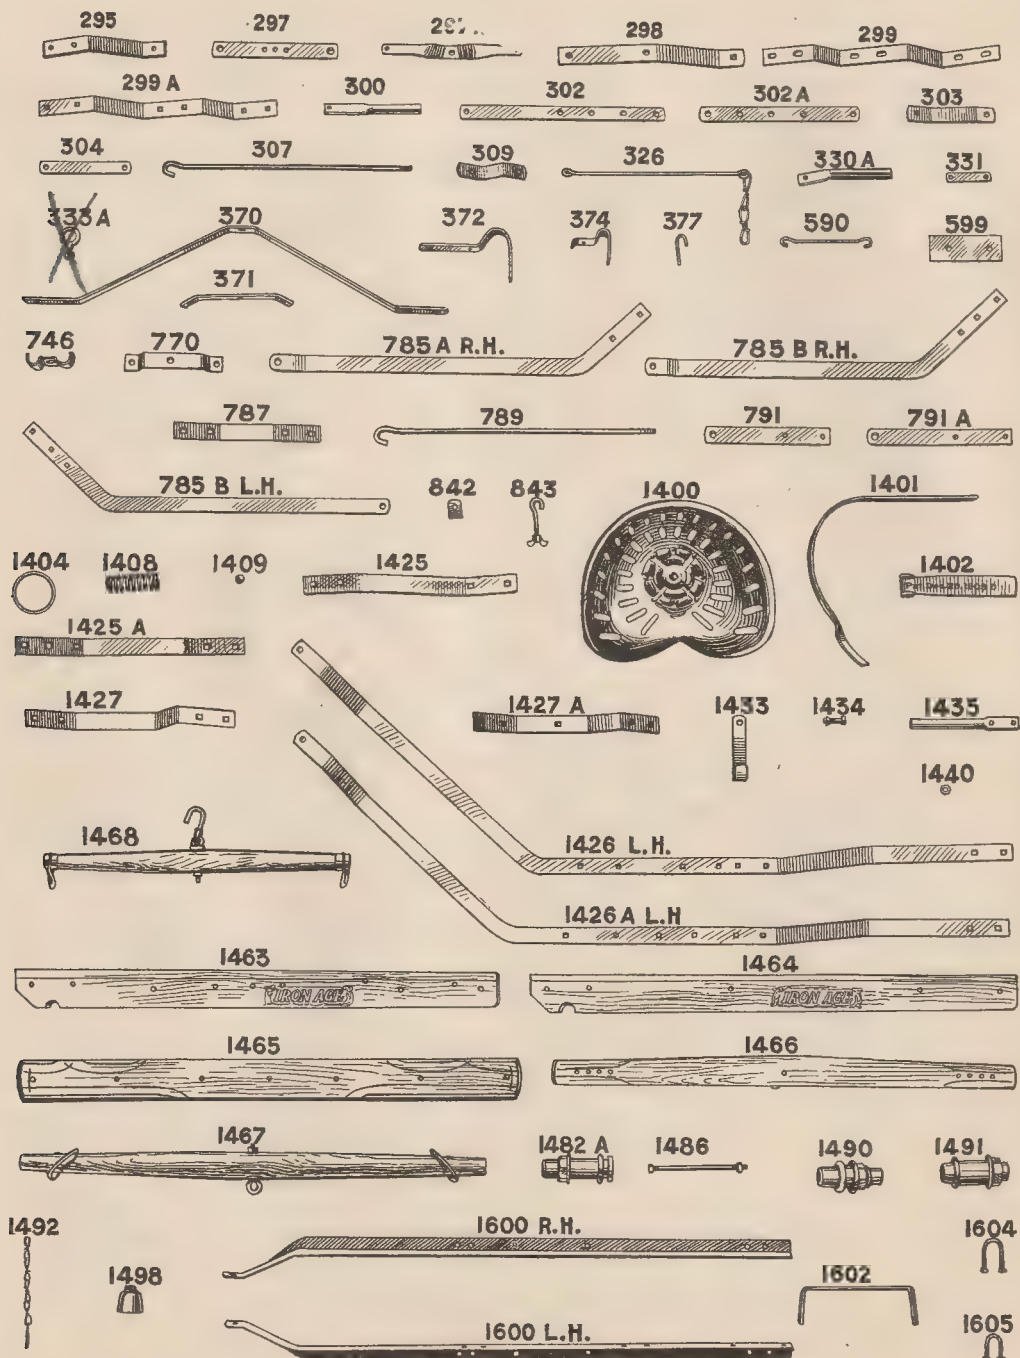 295 297 298 299
299 A 300 302 302 A 303
304 307 309 326 330 A 331
333 A 370 372 374 377 590 599
371
746 770 785 A R.H. 785 B R.H.
787 789 791 791 A
785 B L.H. 842 843 1400 1401
1404 1408 1409 1425 1402
1425 A
1427 1427 A 1433 1434 1435
1440
1468 1426 L.H.
1426 A L.H
1463 1464
IRON AGE IRON AGE
1465 1466
1467 1482 A 1486 1490 1491
1492 1600 R.H. 1604
1498 1602
1600 L.H. 1605